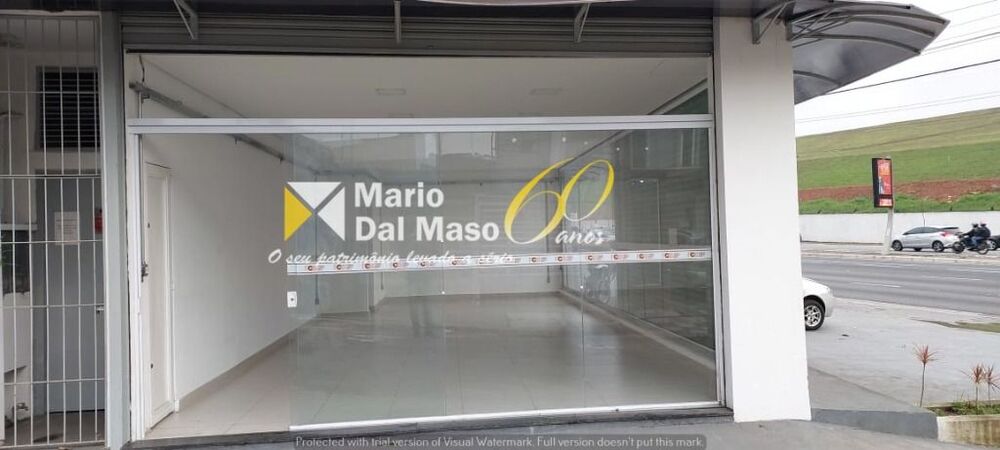 Mario
Dal Maso
60
anos
O seu patrimônio levado a sério
Protected with trial version of Visual Watermark. Full version doesn't put this mark.